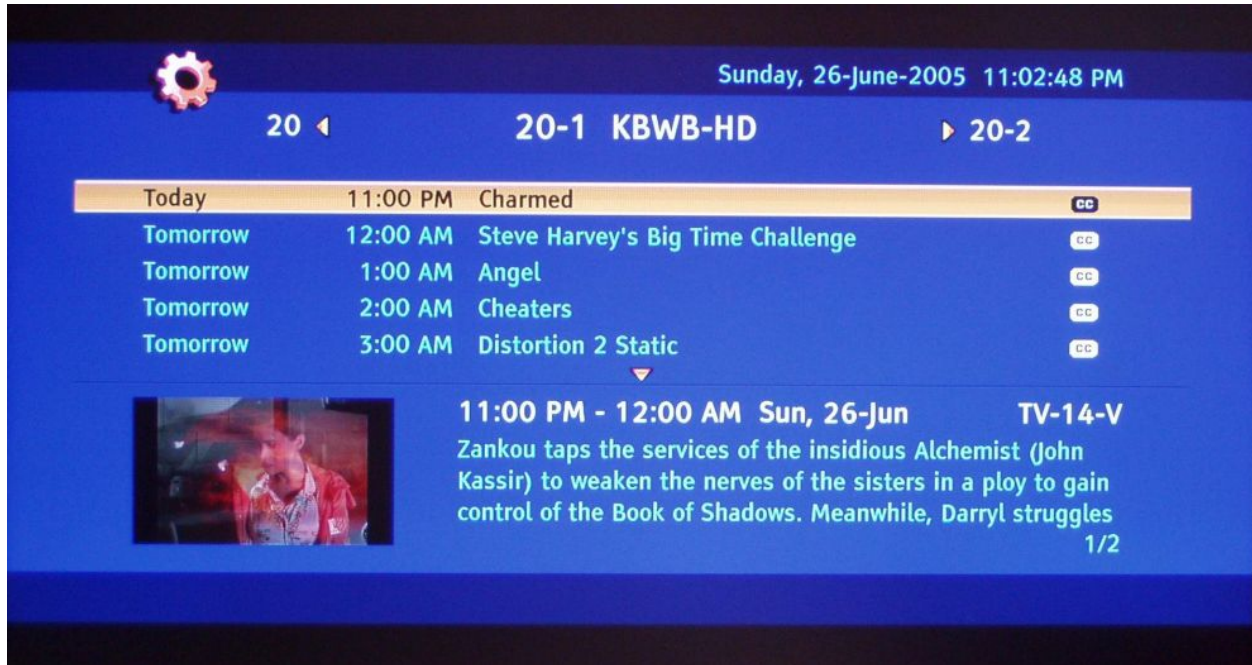 Sunday, 26-June-2005 11:02:48 PM
20 20-1 KBWB-HD 20-2
Today 11:00 PM Charmed CC
Tomorrow 12:00 AM Steve Harvey's Big Time Challenge CC
Tomorrow 1:00 AM Angel CC
Tomorrow 2:00 AM Cheaters CC
Tomorrow 3:00 AM Distortion 2 Static CC
11:00 PM - 12:00 AM Sun, 26-Jun TV-14-V
Zankou taps the services of the insidious Alchemist (John
Kassir) to weaken the nerves of the sisters in a ploy to gain
control of the Book of Shadows. Meanwhile, Darryl struggles
1/2